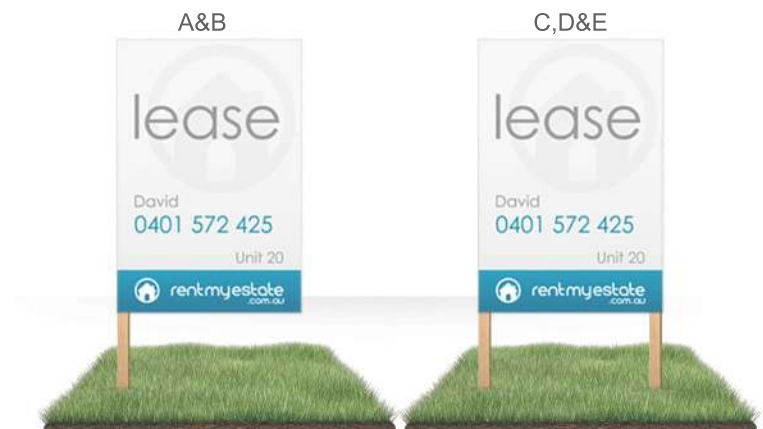 A&B
lease
David
0401 572 425
Unit 20
rentmyestate
.com.au
C,D&E
lease
David
0401 572 425
Unit 20
rentmyestate
.com.au